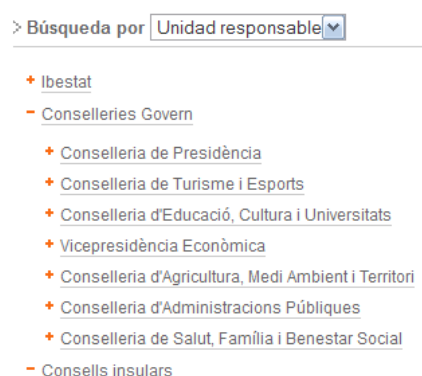 > Búsqueda por Unidad responsable
+ Ibestat
- Conselleries Govern
+ Conselleria de Presidència
+ Conselleria de Turisme i Esports
+ Conselleria d'Educació, Cultura i Universitats
+ Vicepresidència Econòmica
+ Conselleria d'Agricultura, Medi Ambient i Territori
+ Conselleria d'Administracions Públiques
+ Conselleria de Salut, Família i Benestar Social
- Consells insulars